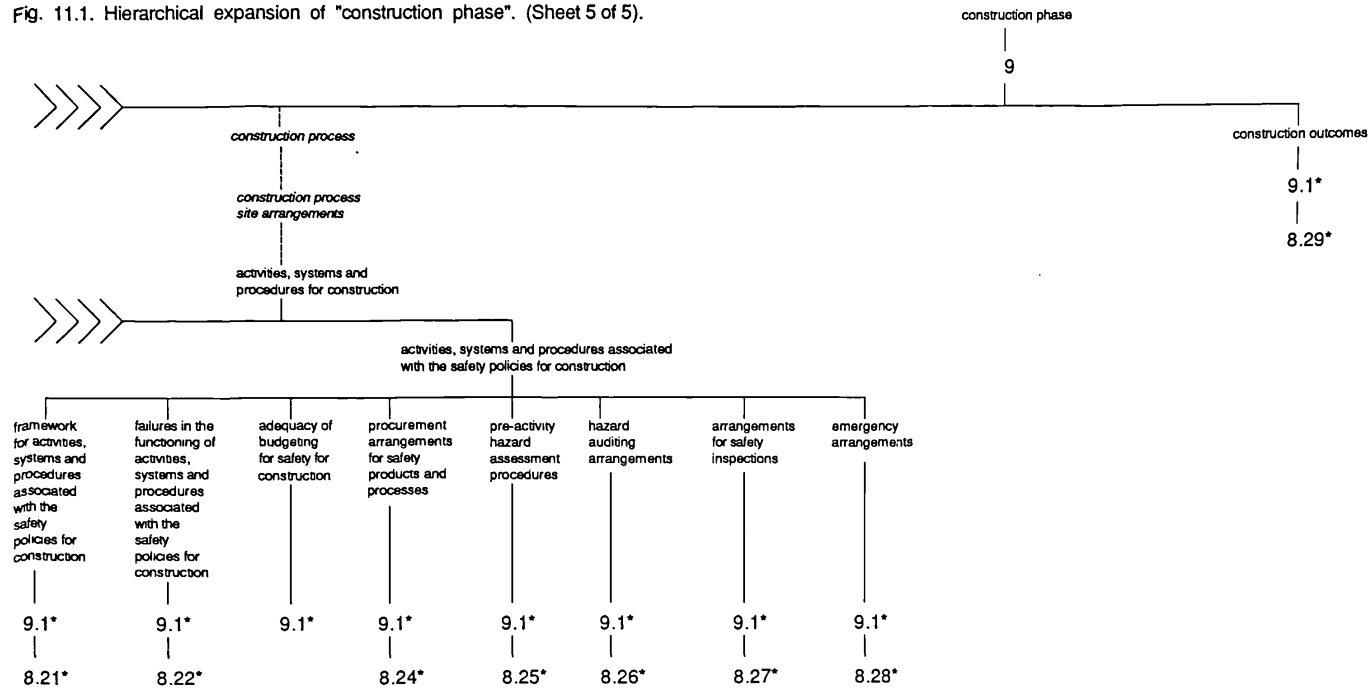 Fig. 11.1. Hierarchical expansion of "construction phase". (Sheet 5 of 5).
construction phase
9
construction process
construction outcomes
9.1*
8.29*
construction process
site arrangements
activities, systems and
procedures for construction
activities, systems and procedures associated
with the safety policies for construction
framework
for activities,
systems and
procedures
associated
with the
safety
policies for
construction
9.1*
8.21*
failures in the
functioning of
activities,
systems and
procedures
associated
with the
safety
policies for
construction
9.1*
8.22*
adequacy of
budgeting
for safety for
construction
9.1*
procurement
arrangements
for safety
products and
processes
9.1*
8.24*
pre-activity
hazard
assessment
procedures
9.1*
8.25*
hazard
auditing
arrangements
9.1*
8.26*
arrangements
for safety
inspections
9.1*
8.27*
emergency
arrangements
9.1*
8.28*